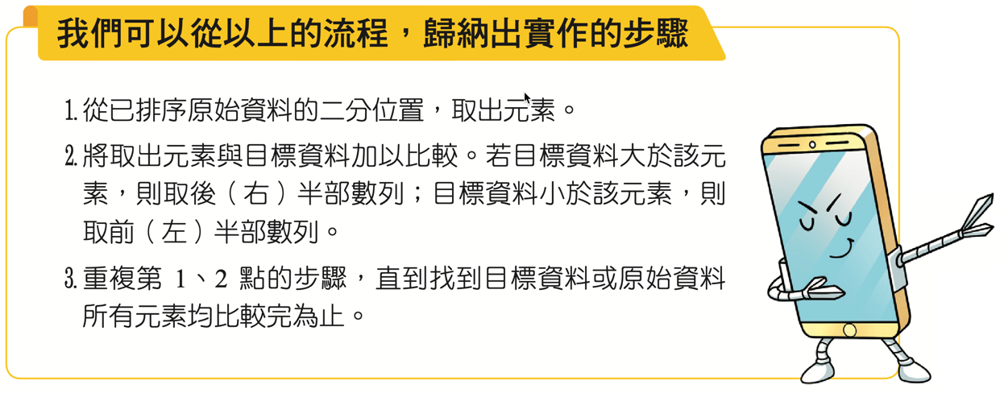 我們可以從以上的流程，歸納出實作的步驟
1. 從已排序原始資料的二分位置，取出元素。
2. 將取出元素與目標資料加以比較。若目標資料大於該元
素，則取後（右）半部數列；目標資料小於該元素，則
取前（左）半部數列。
3. 重複第 1、2 點的步驟，直到找到目標資料或原始資料
所有元素均比較完為止。